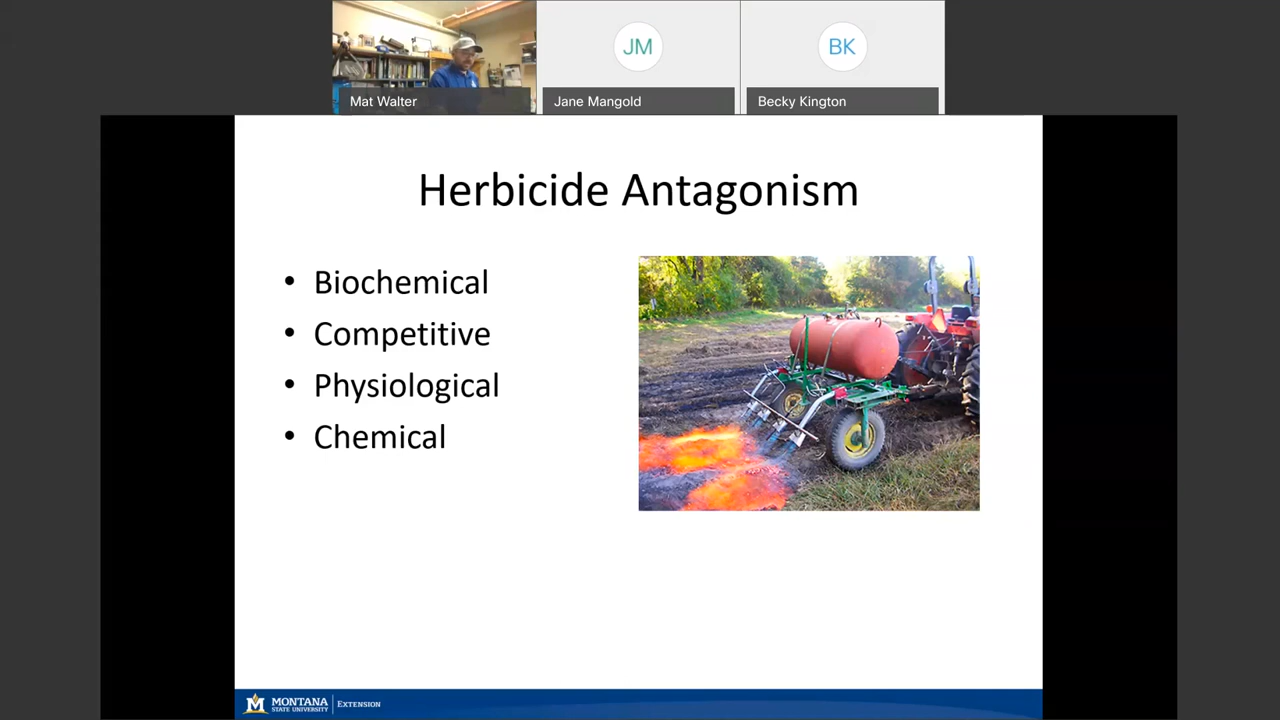 JM
BK
Mat Walter
Jane Mangold
Becky Kington
Herbicide Antagonism
• Biochemical
• Competitive
• Physiological
• Chemical
M MONTANA
STATE UNIVERSITY
EXTENSION